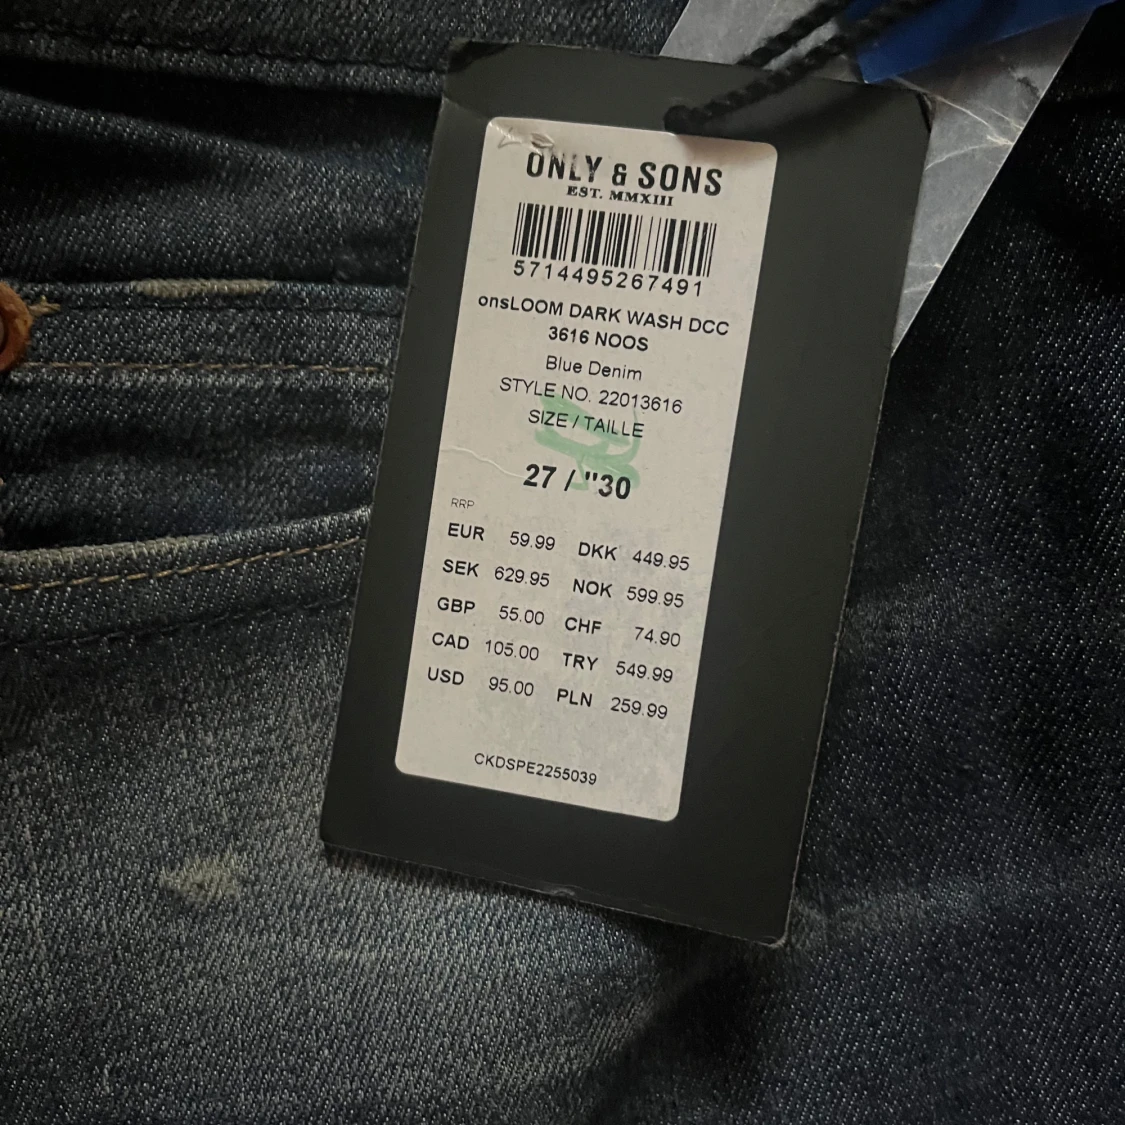 ONLY & SONS
EST. MMXIII
5714495267491
onsLOOM DARK WASH DCC
3616 NOOS
Blue Denim
STYLE NO. 22013616
SIZE / TAILLE
27 / "30
RRP
EUR 59.99 DKK 449.95
SEK 629.95 NOK 599.95
GBP 55.00 CHF 74.90
CAD 105.00 TRY 549.99
USD 95.00 PLN 259.99
CKDSPE2255039